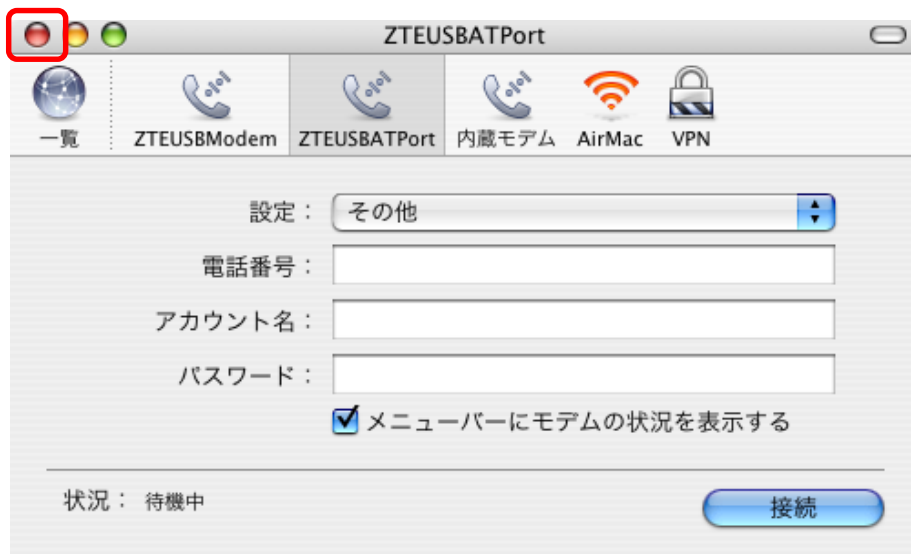 ZTEUSBATPort
一覧 ZTEUSBModem ZTEUSBATPort 内蔵モデム AirMac VPN
設定： その他
電話番号：
アカウント名：
パスワード：
メニューバーにモデムの状況を表示する
状況： 待機中 接続